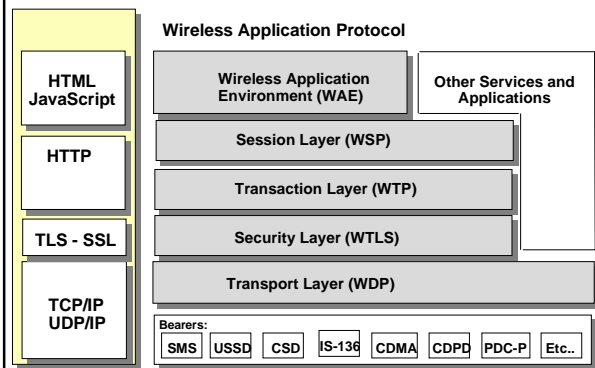 Wireless Application Protocol
HTML
JavaScript
HTTP
TLS - SSL
TCP/IP
UDP/IP
Wireless Application
Environment (WAE)
Other Services and
Applications
Session Layer (WSP)
Transaction Layer (WTP)
Security Layer (WTLS)
Transport Layer (WDP)
Bearers:
SMS USSD CSD IS-136 CDMA CDPD PDC-P Etc..